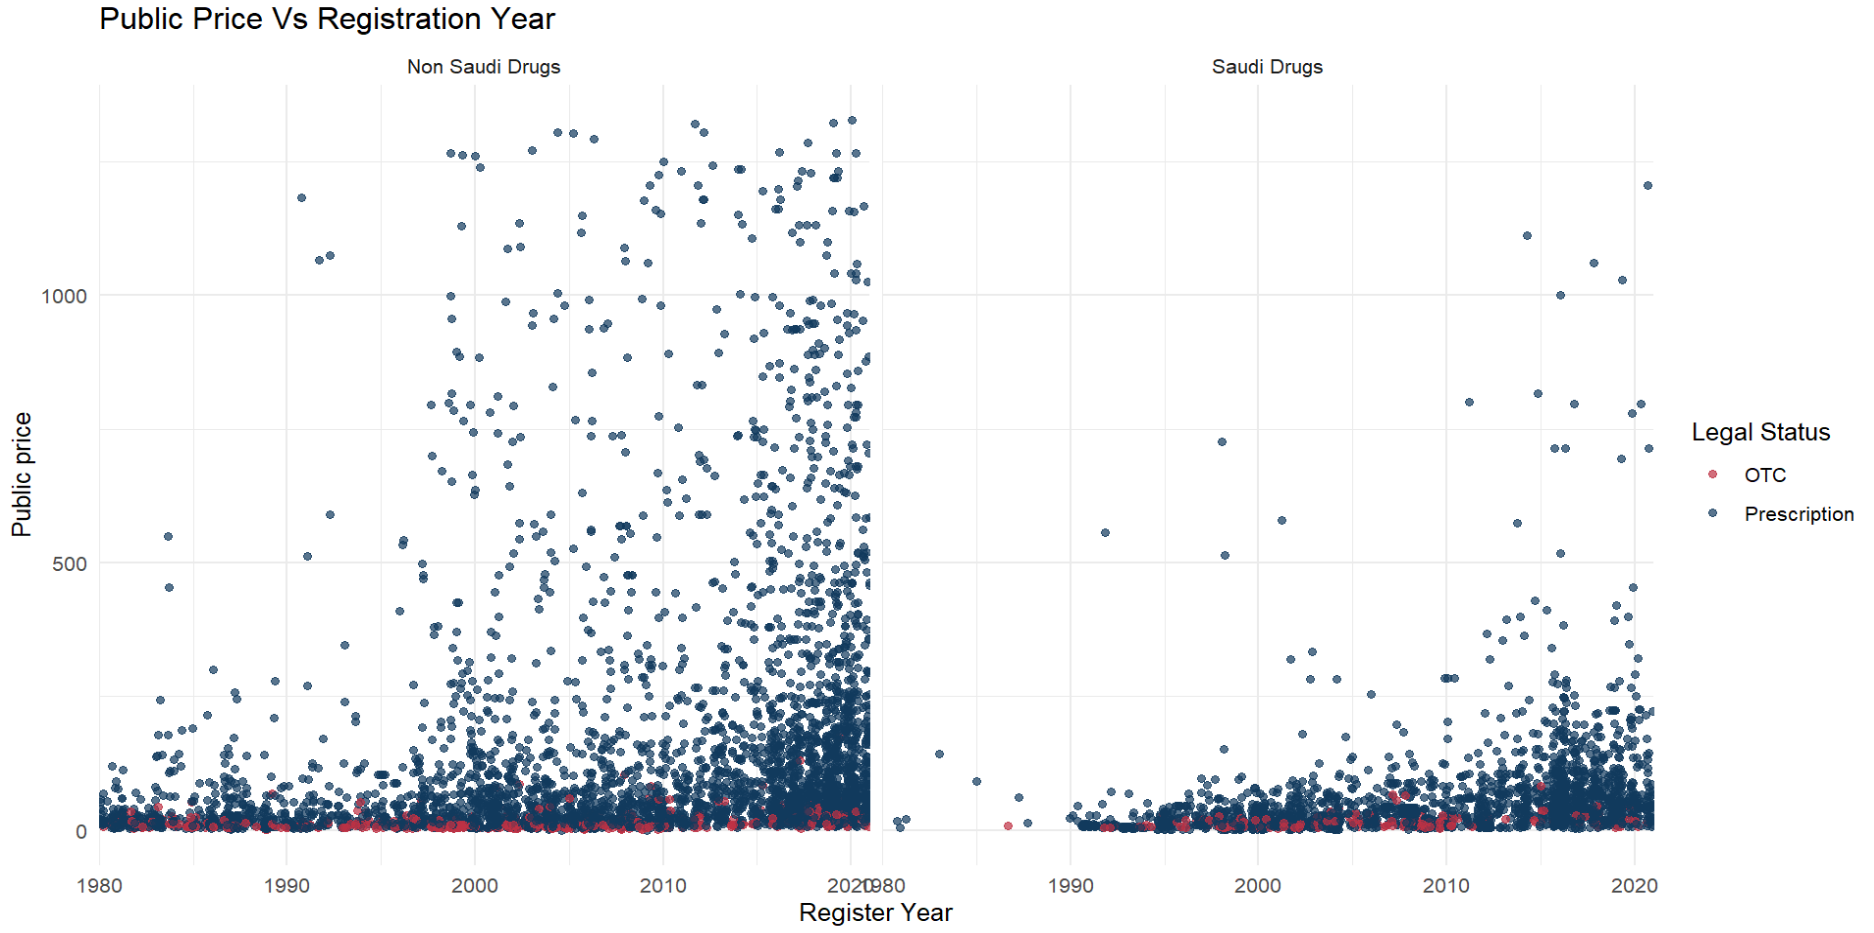 Public Price Vs Registration Year
Non Saudi Drugs
Saudi Drugs
Public price
1000
500
0
1980
1990
2000
2010
2020
1980
1990
2000
2010
2020
Register Year
Legal Status
OTC
Prescription